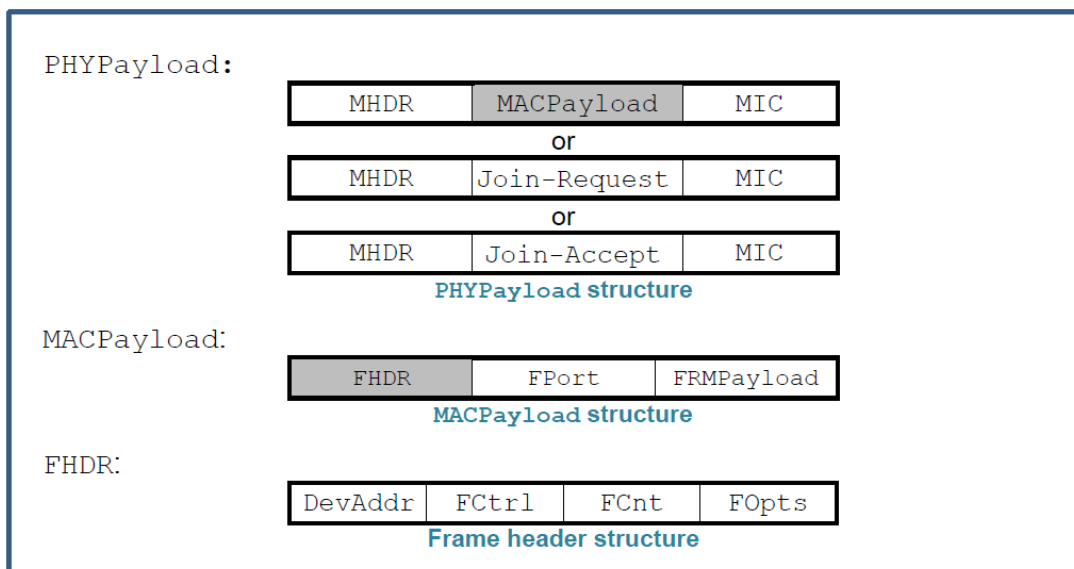 PHYPayload:
MHDR MACPayload MIC
or
MHDR Join-Request MIC
or
MHDR Join-Accept MIC
PHYPayload structure
MACPayload:
FHDR FPort FRMPayload
MACPayload structure
FHDR:
DevAddr FCtrl FCnt FOpts
Frame header structure